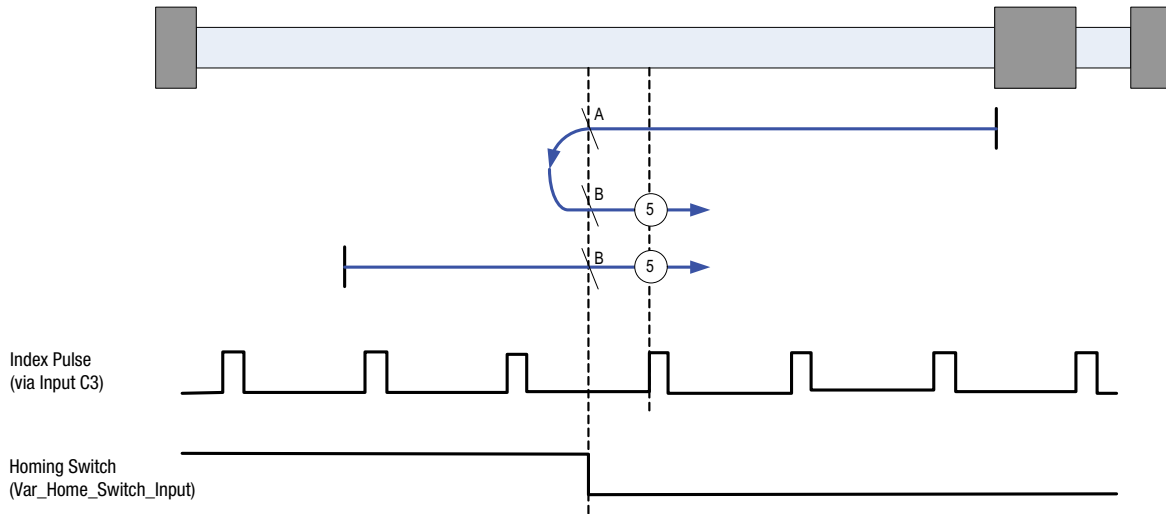 A
B
5
B
5
Index Pulse
(via Input C3)
Homing Switch
(Var_Home_Switch_Input)